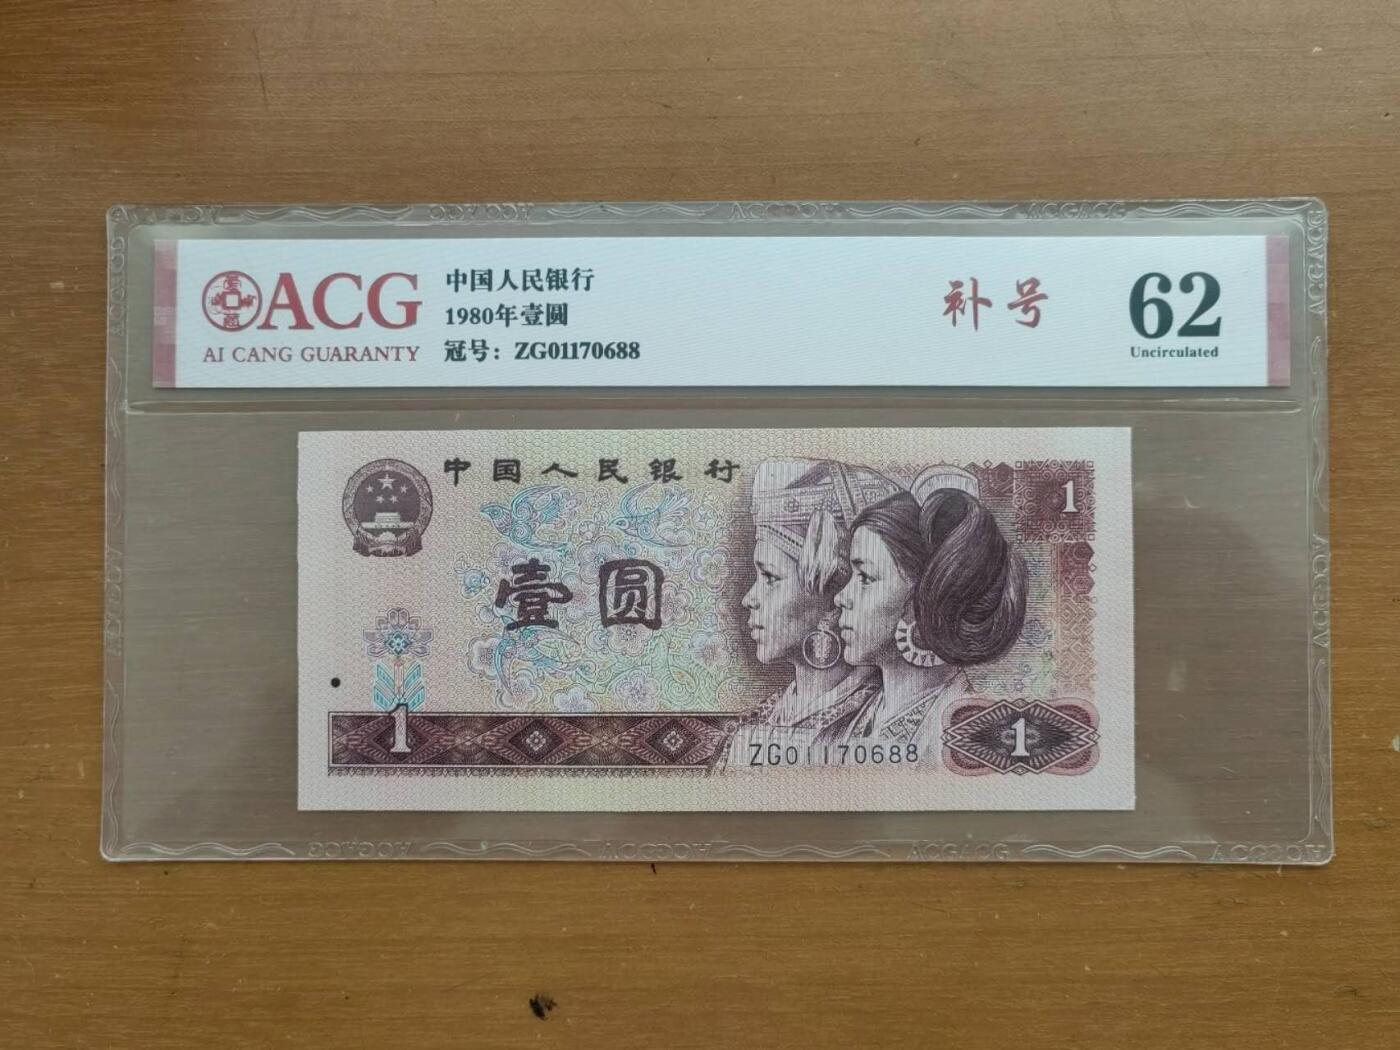 ACG
AI CANG GUARANTY
中国人民银行
1980年壹圆
冠号：ZG01170688
补号
62
Uncirculated
中国人民银行
1
壹圆
1
ZG01170688
1